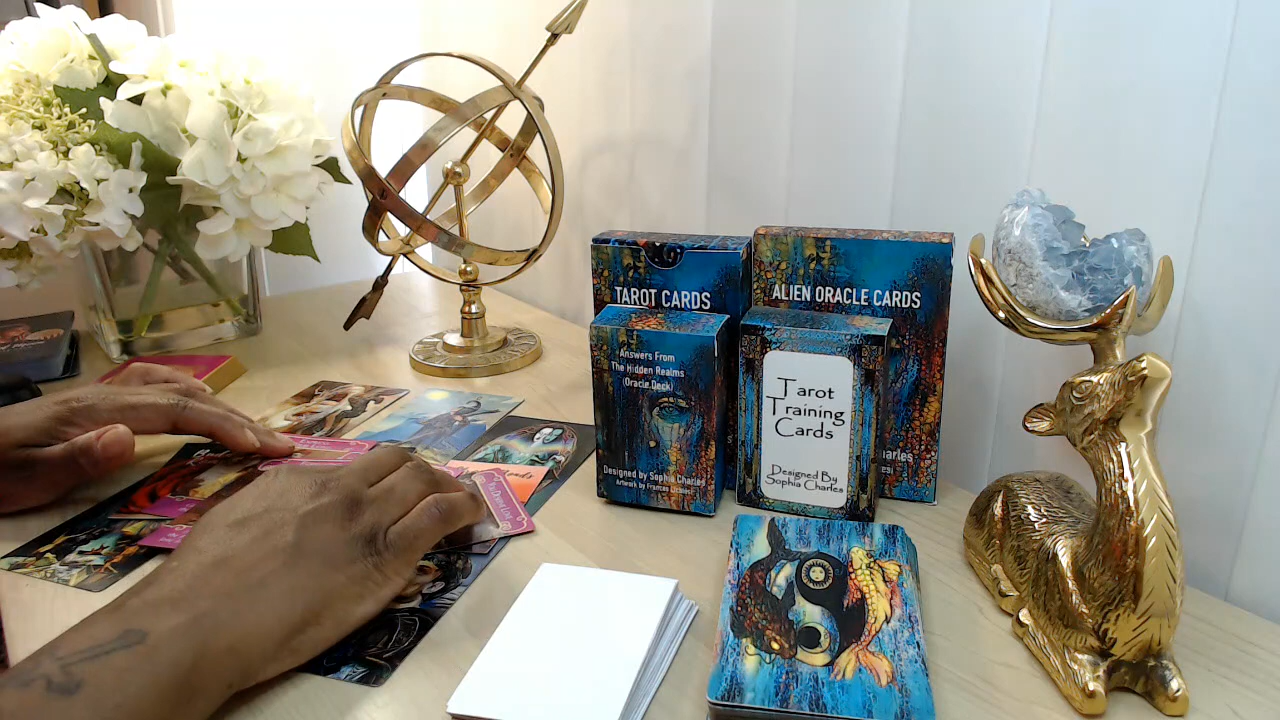 TAROT CARDS
ALIEN ORACLE CARDS
Answers From
The Hidden Realms
(Oracle Deck)
Designed by Sophia Charles
Tarot
Training
Cards
Designed By
Sophia Charles